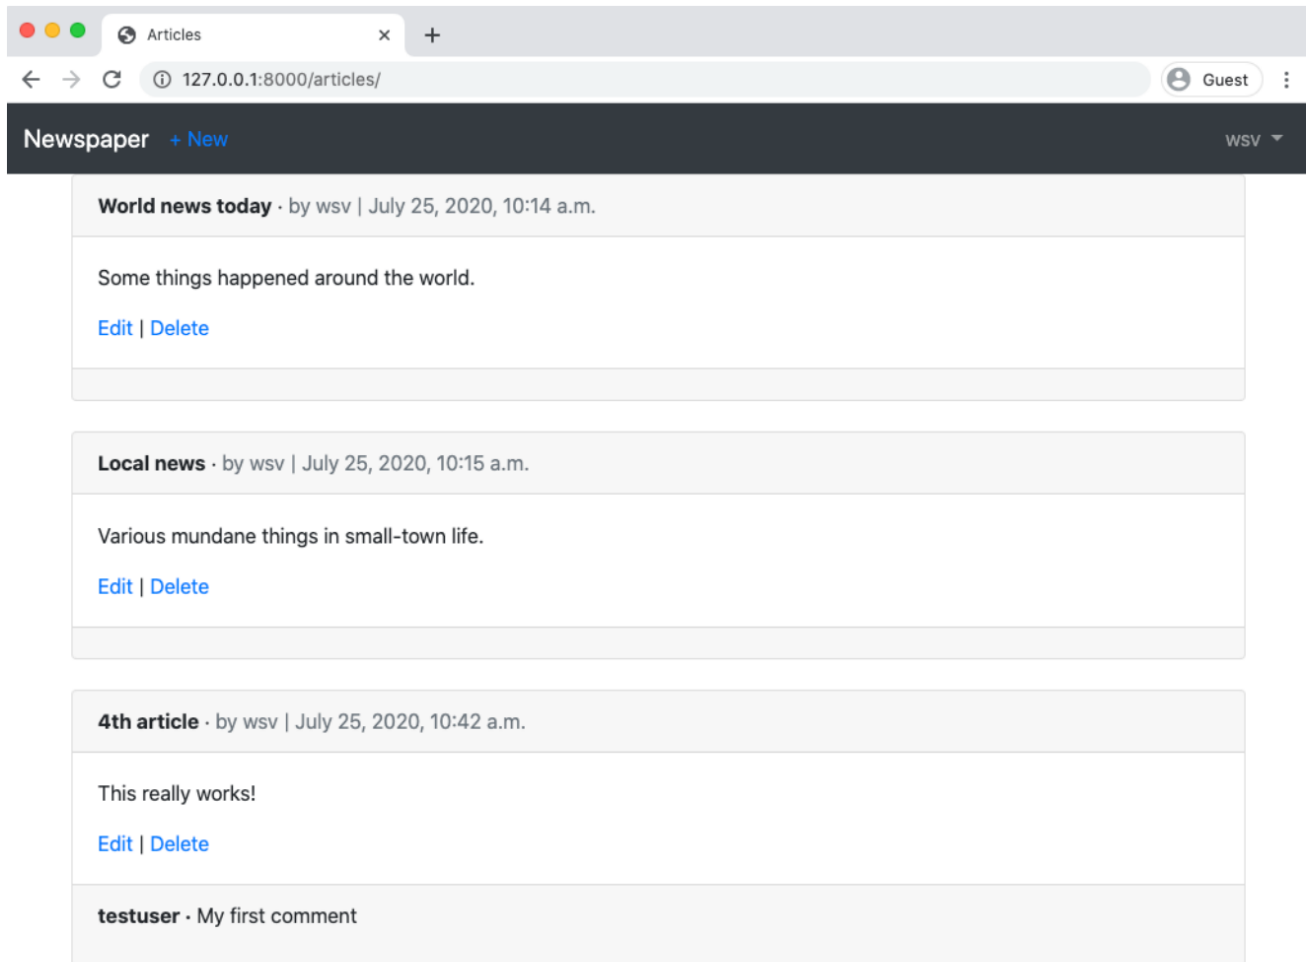 Articles
127.0.0.1:8000/articles/
Guest
Newspaper + New
wsv
World news today · by wsv | July 25, 2020, 10:14 a.m.
Some things happened around the world.
Edit | Delete
Local news · by wsv | July 25, 2020, 10:15 a.m.
Various mundane things in small-town life.
Edit | Delete
4th article · by wsv | July 25, 2020, 10:42 a.m.
This really works!
Edit | Delete
testuser · My first comment